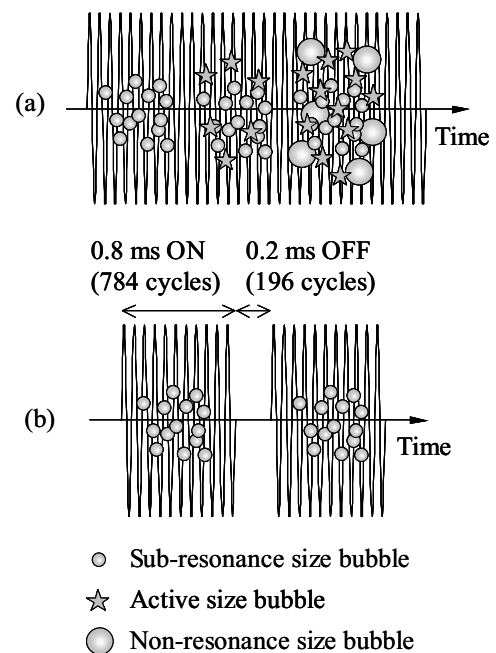 (a)
Time
0.8 ms ON
(784 cycles)
0.2 ms OFF
(196 cycles)
(b)
Time
Sub-resonance size bubble
Active size bubble
Non-resonance size bubble